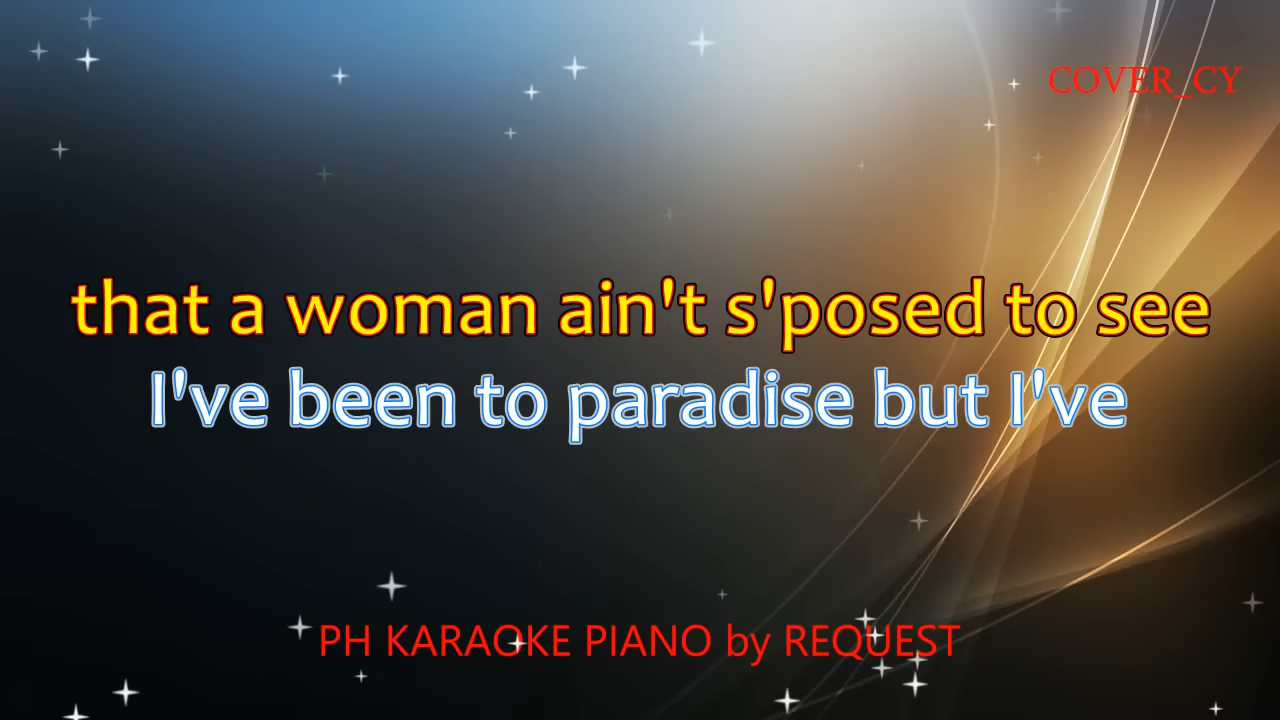 COVER_CY
that a woman ain't s'posed to see
I've been to paradise but I've
PH KARAOKE PIANO by REQUEST